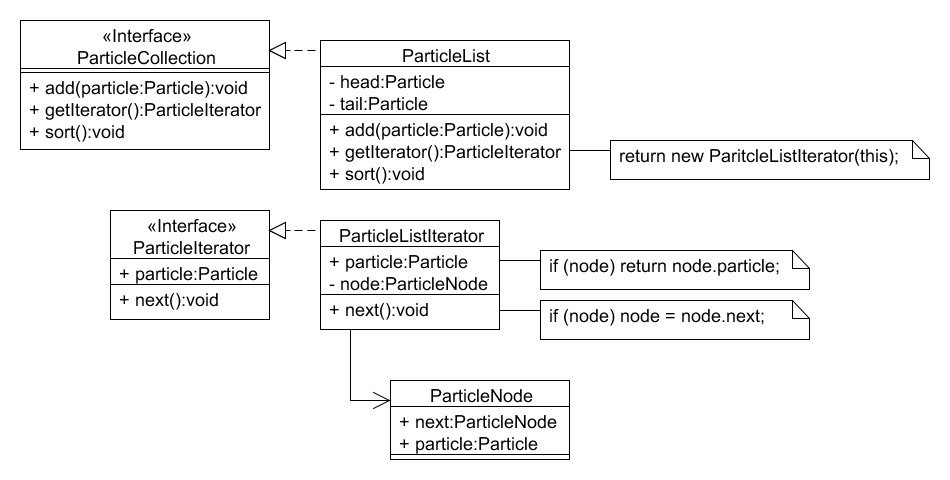 «Interface»
ParticleCollection
+ add(particle:Particle):void
+ getIterator():ParticleIterator
+ sort():void
ParticleList
- head:Particle
- tail:Particle
+ add(particle:Particle):void
+ getIterator():ParticleIterator
+ sort():void
return new ParitcleListIterator(this);
«Interface»
ParticleIterator
+ particle:Particle
+ next():void
ParticleListIterator
+ particle:Particle
- node:ParticleNode
+ next():void
if (node) return node.particle;
if (node) node = node.next;
ParticleNode
+ next:ParticleNode
+ particle:Particle